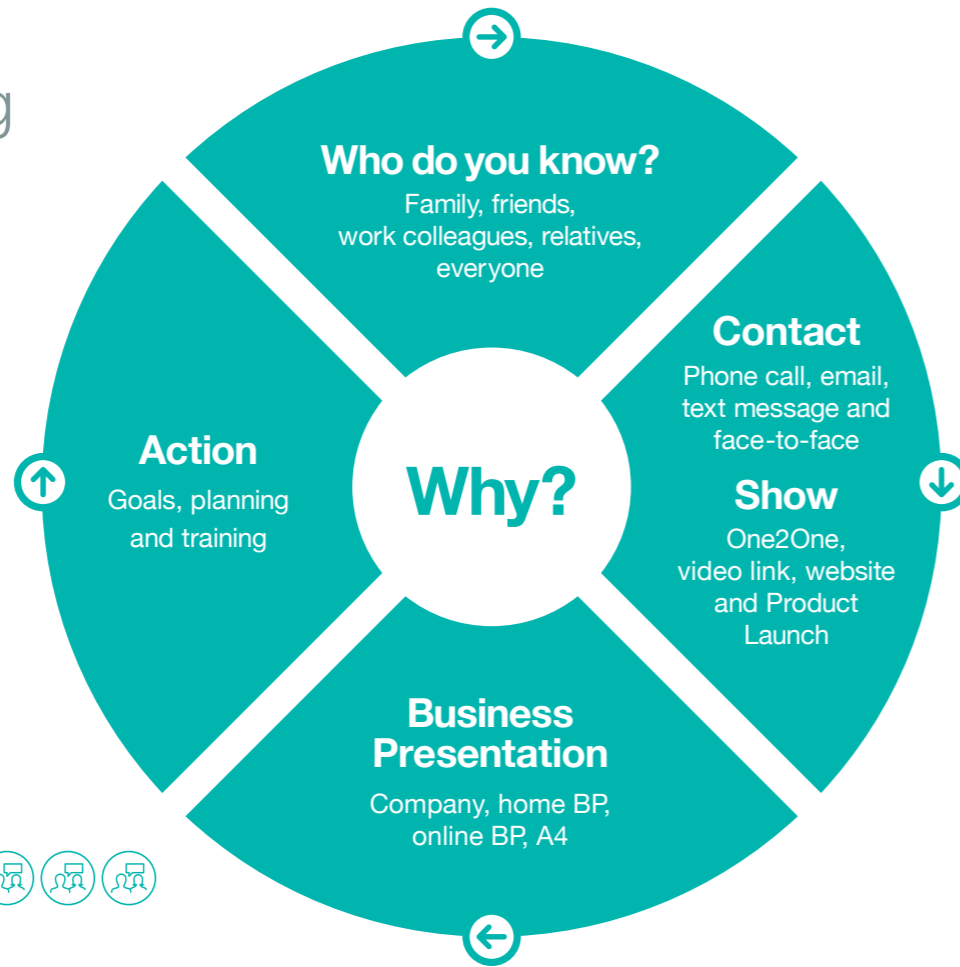 g
Who do you know?
Family, friends,
work colleagues, relatives,
everyone
Contact
Phone call, email,
text message and
face-to-face
Show
One2One,
video link, website
and Product
Launch
Why?
Action
Goals, planning
and training
Business
Presentation
Company, home BP,
online BP, A4